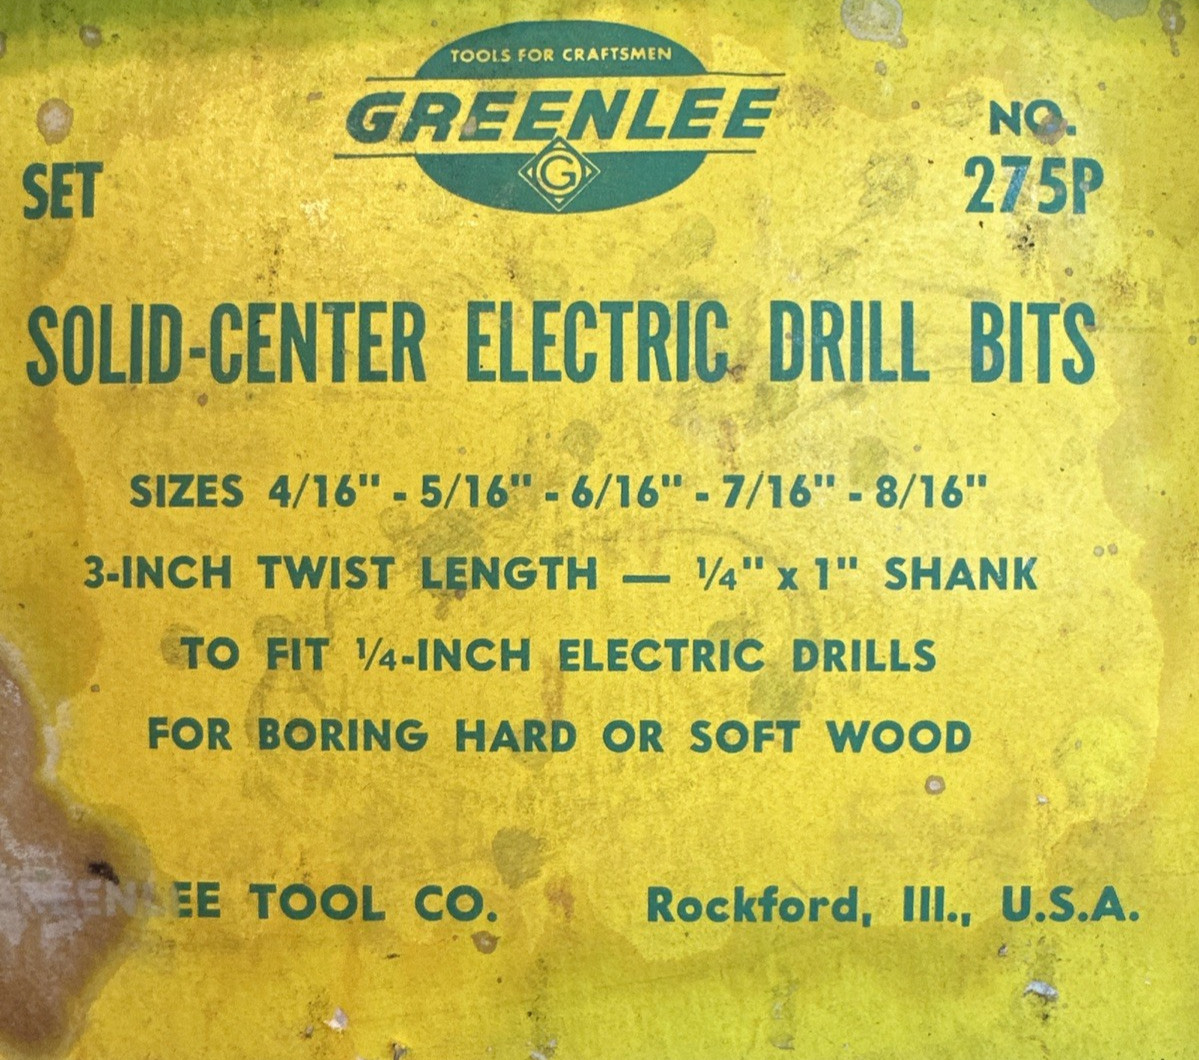 TOOLS FOR CRAFTSMEN
GREENLEE
G
SET
NO.
275P
SOLID-CENTER ELECTRIC DRILL BITS
SIZES 4/16" - 5/16" - 6/16" - 7/16" - 8/16"
3-INCH TWIST LENGTH — 1/4" x 1" SHANK
TO FIT 1/4-INCH ELECTRIC DRILLS
FOR BORING HARD OR SOFT WOOD
GREENLEE TOOL CO. Rockford, Ill., U.S.A.